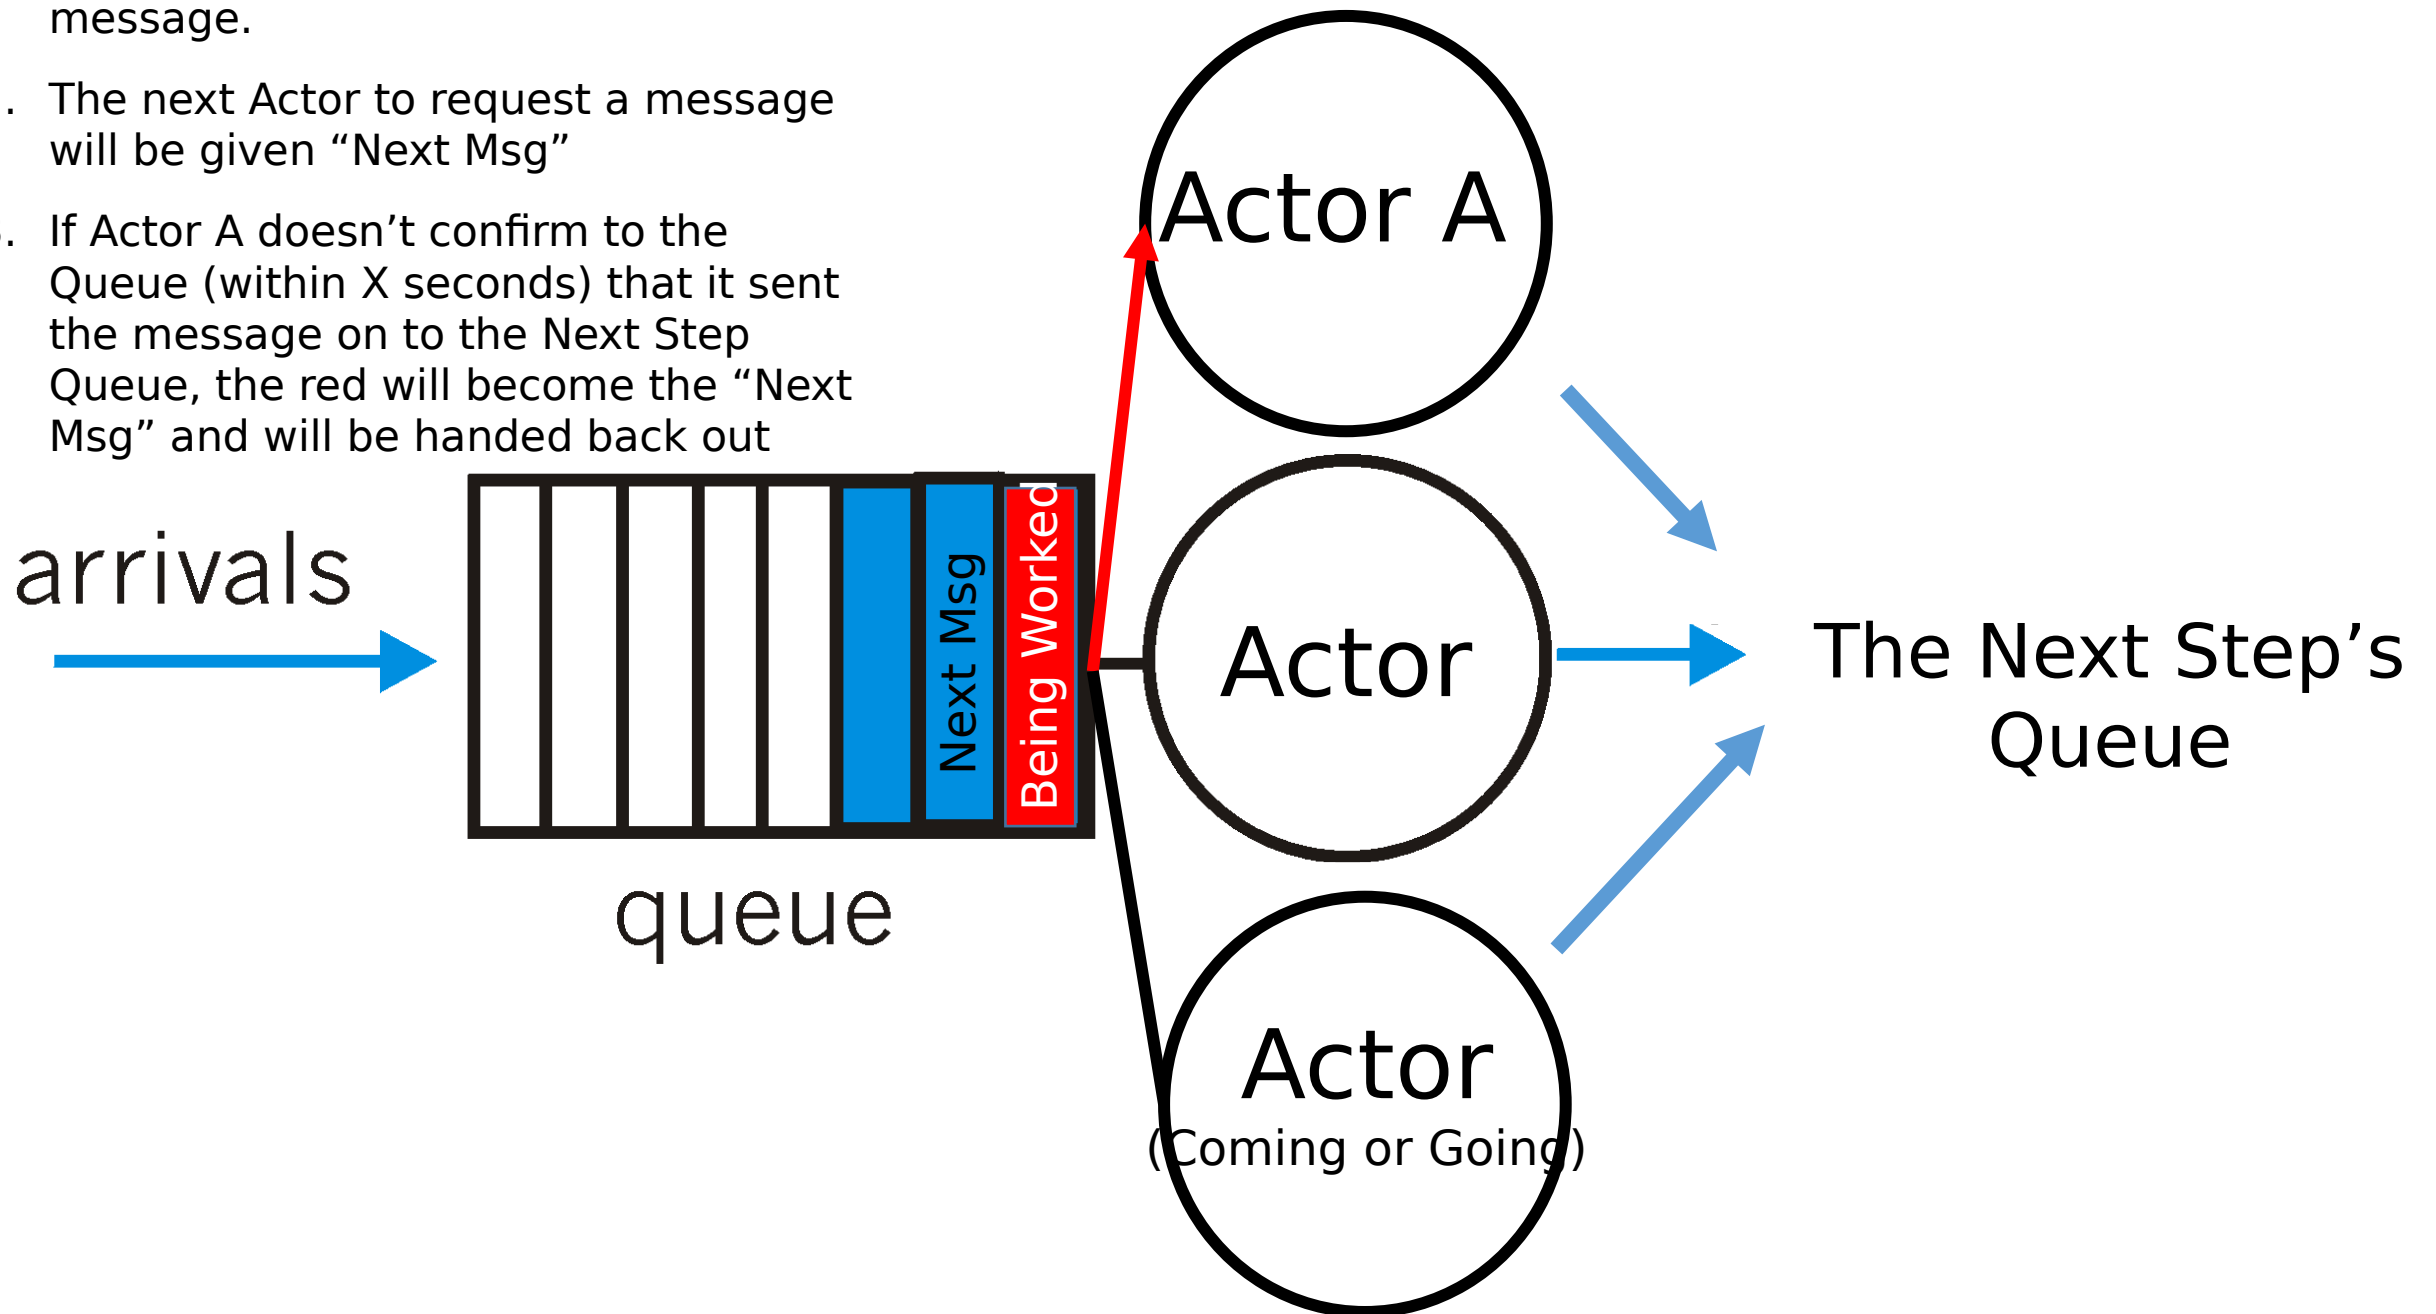 message.
. The next Actor to request a message
will be given “Next Msg”
. If Actor A doesn’t confirm to the
Queue (within X seconds) that it sent
the message on to the Next Step
Queue, the red will become the “Next
Msg” and will be handed back out
Actor A
arrivals
Next Msg
Being Worked
Actor
The Next Step’s
Queue
queue
Actor
(Coming or Going)